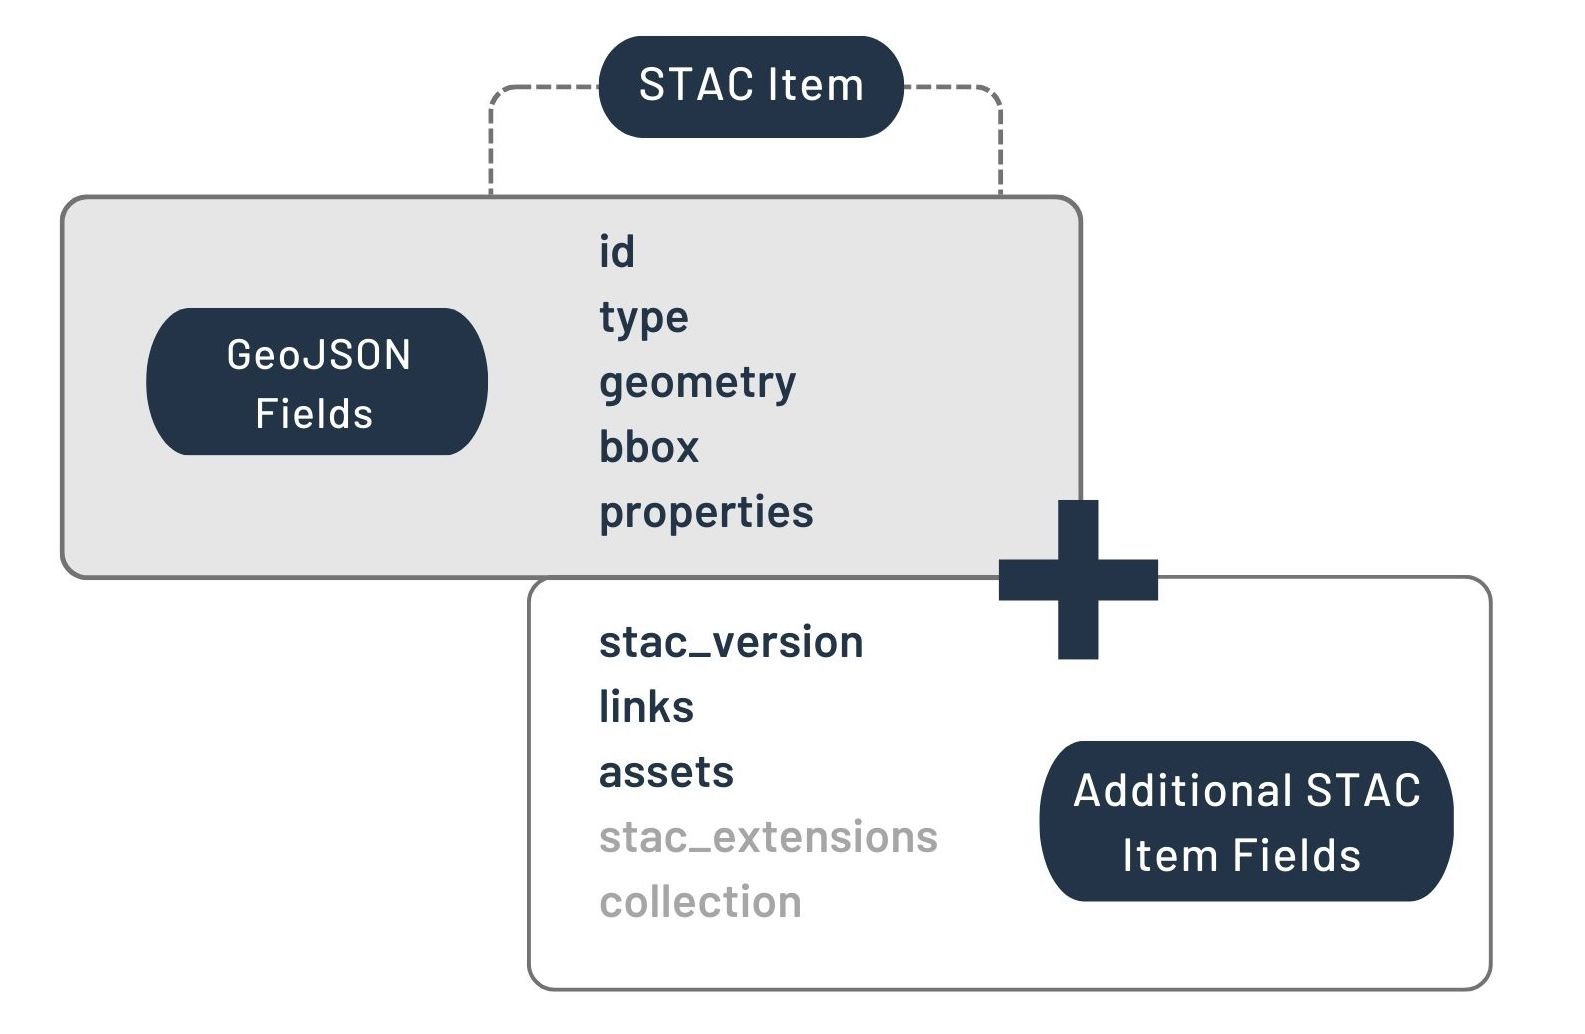 STAC Item
GeoJSON
Fields
id
type
geometry
bbox
properties
stac_version
links
assets
stac_extensions
collection
Additional STAC
Item Fields